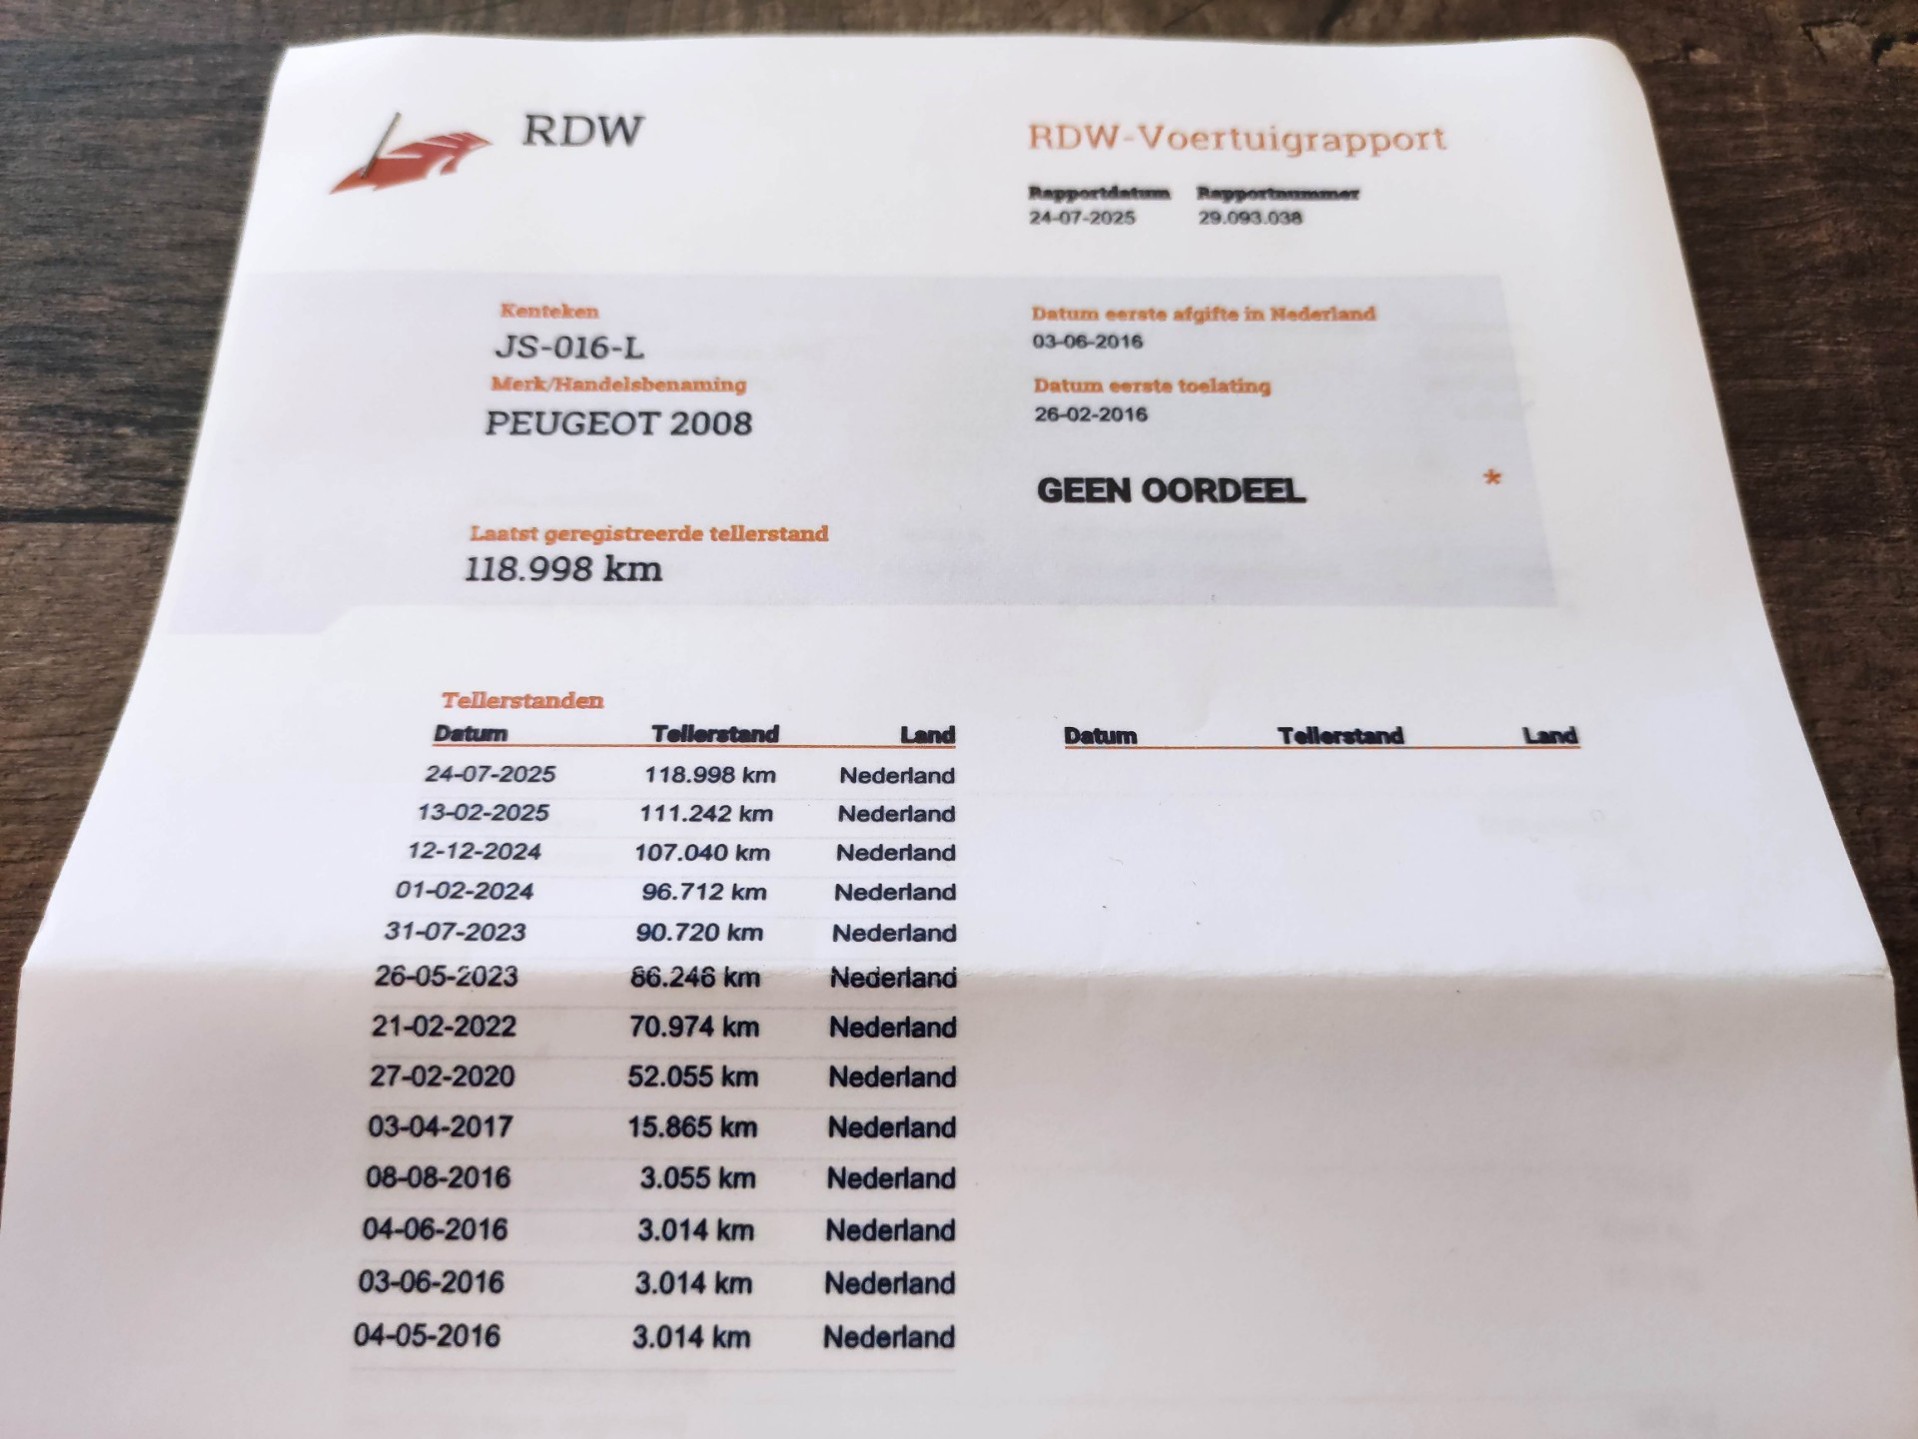 RDW
RDW-Voertuigrapport
Rapportdatum Rapportnummer
24-07-2025 29.093.038
Kenteken
JS-016-L
Merk/Handelsbenaming
PEUGEOT 2008
Datum eerste afgifte in Nederland
03-06-2016
Datum eerste toelating
26-02-2016
GEEN OORDEEL *
Laatst geregistreerde tellerstand
118.998 km
Tellerstanden
Datum Tellerstand Land Datum Tellerstand Land
24-07-2025 118.998 km Nederland
13-02-2025 111.242 km Nederland
12-12-2024 107.040 km Nederland
01-02-2024 96.712 km Nederland
31-07-2023 90.720 km Nederland
26-05-2023 86.246 km Nederland
21-02-2022 70.974 km Nederland
27-02-2020 52.055 km Nederland
03-04-2017 15.865 km Nederland
08-08-2016 3.055 km Nederland
04-06-2016 3.014 km Nederland
03-06-2016 3.014 km Nederland
04-05-2016 3.014 km Nederland